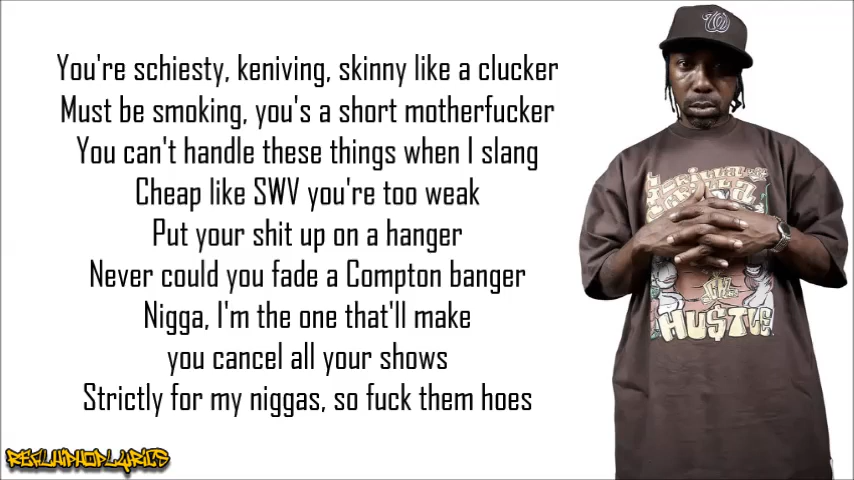 You're schiesty, keniving, skinny like a clucker
Must be smoking, you's a short motherfucker
You can't handle these things when I slang
Cheap like SWV you're too weak
Put your shit up on a hanger
Never could you fade a Compton banger
Nigga, I'm the one that'll make
you cancel all your shows
Strictly for my niggas, so fuck them hoes
W
HU$TLE
REALHIPHOPLYRICS